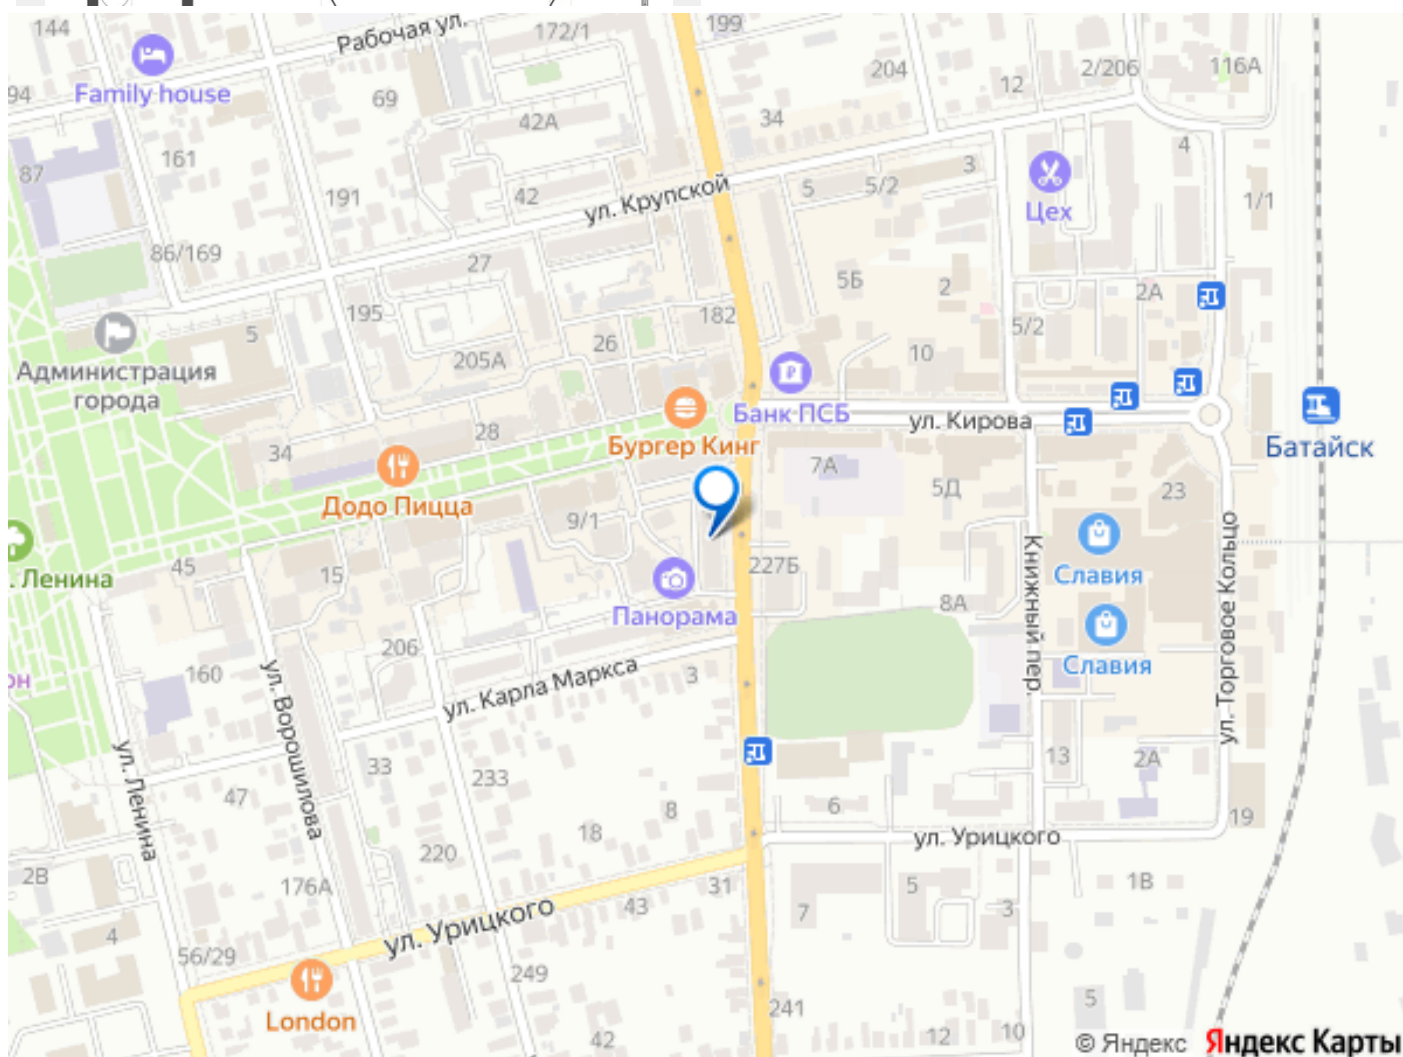 144
Рабочая ул.
172/1
199
Family house
94
69
204
12
2/206
116А
42А
34
161
87
191
42
ул. Крупской
5
5/2
3
4
Цех
1/1
86/169
27
5Б
2
2А
195
182
5
26
5/2
Администрация
города
205А
10
Банк ПСБ
ул. Кирова
Бургер Кинг
28
34
Батайск
7А
5Д
23
Додо Пицца
9/1
Ленина
45
15
227Б
Славия
Панорама
8А
Книжный пер.
ул. Торговое Кольцо
206
160
Славия
ул. Карла Маркса
3
ул. Ворошилова
ул. Ленина
33
233
13
2А
47
8
6
18
19
ул. Урицкого
220
2В
176А
31
5
1В
43
7
3
ул. Урицкого
4
56/29
249
London
241
5
42
12
10
© Яндекс Яндекс Карты